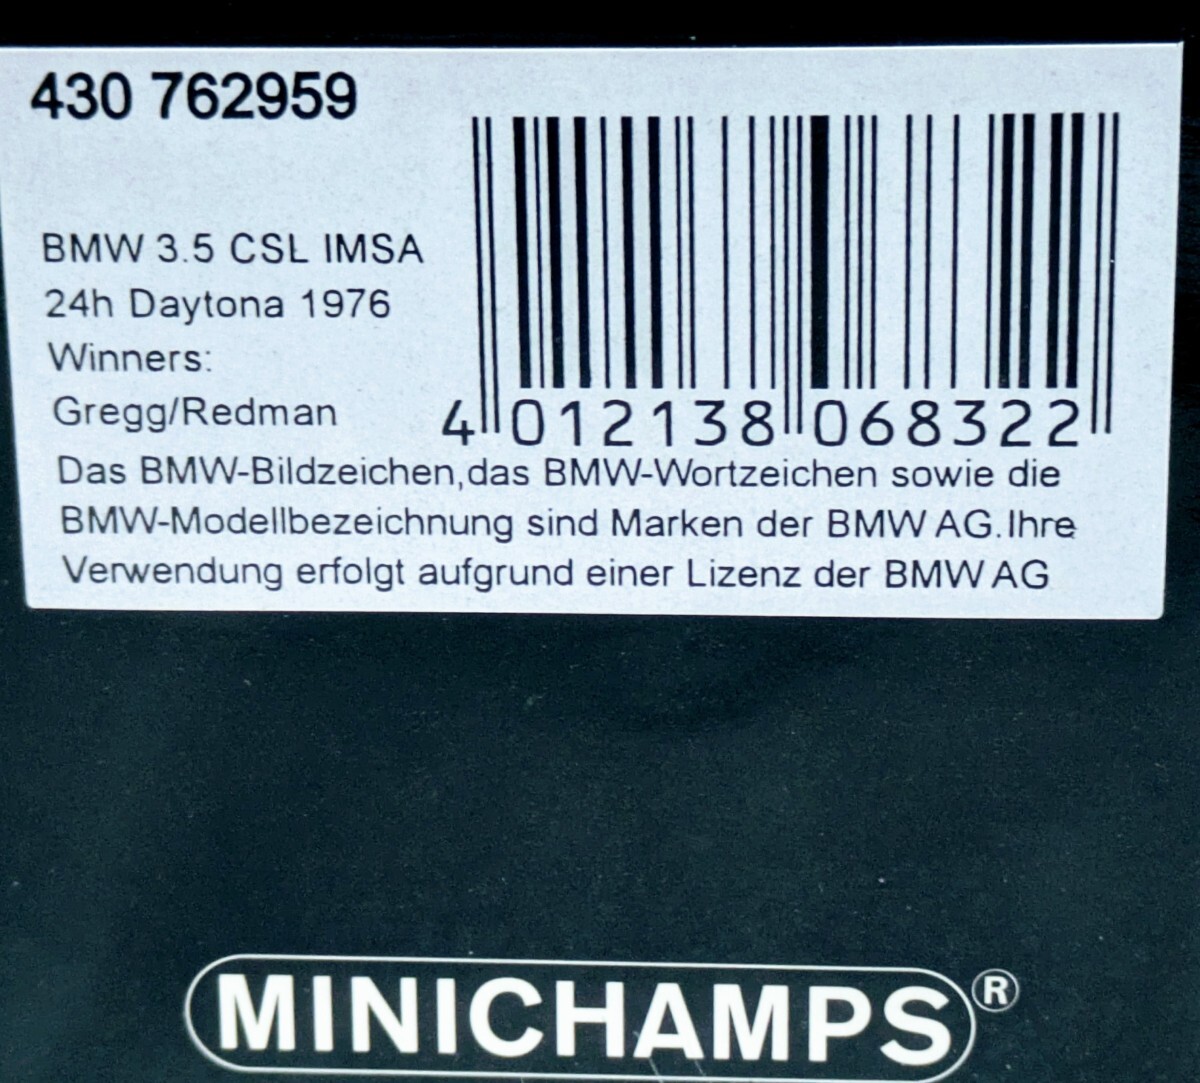 430 762959
BMW 3.5 CSL IMSA
24h Daytona 1976
Winners:
Gregg/Redman
4 012138 068322
Das BMW-Bildzeichen,das BMW-Wortzeichen sowie die
BMW-Modellbezeichnung sind Marken der BMW AG.Ihre
Verwendung erfolgt aufgrund einer Lizenz der BMW AG
MINICHAMPS®